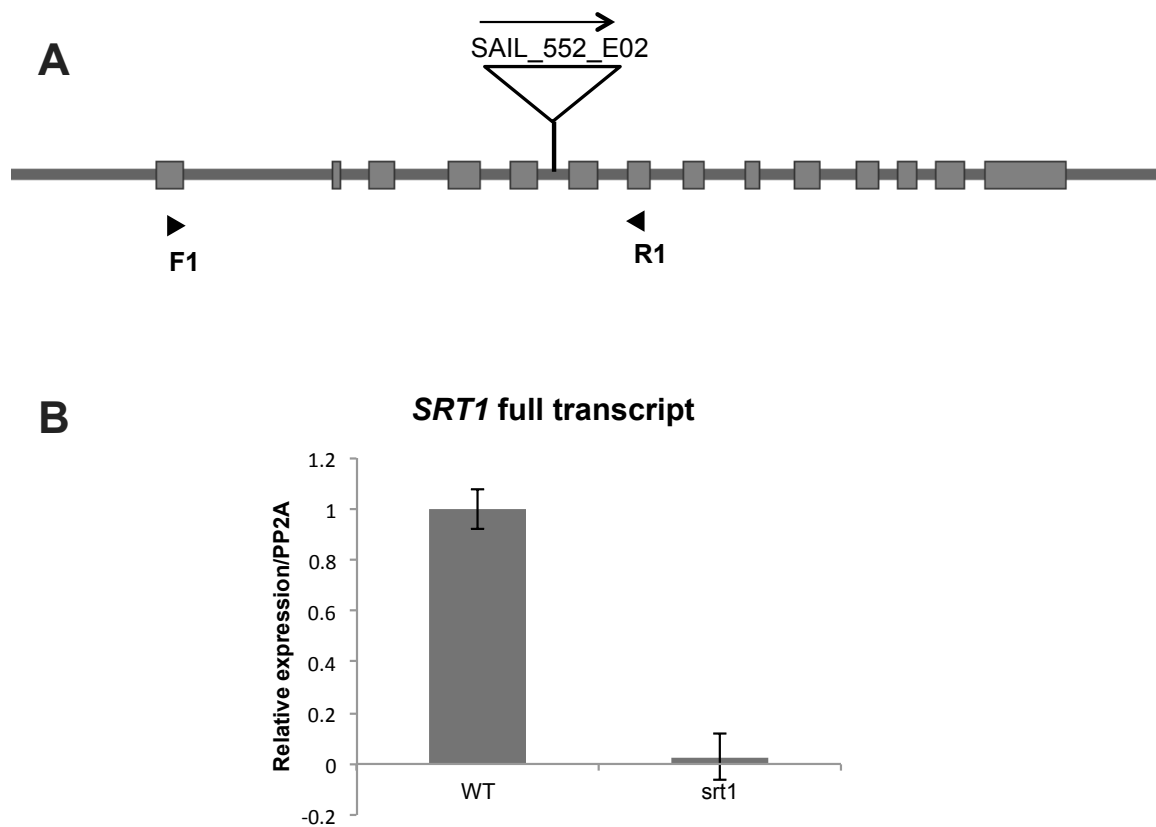 A
SAIL_552_E02
F1
R1
B
SRT1 full transcript
Relative expression/PP2A
1.2
1
0.8
0.6
0.4
0.2
0
-0.2
WT
srt1